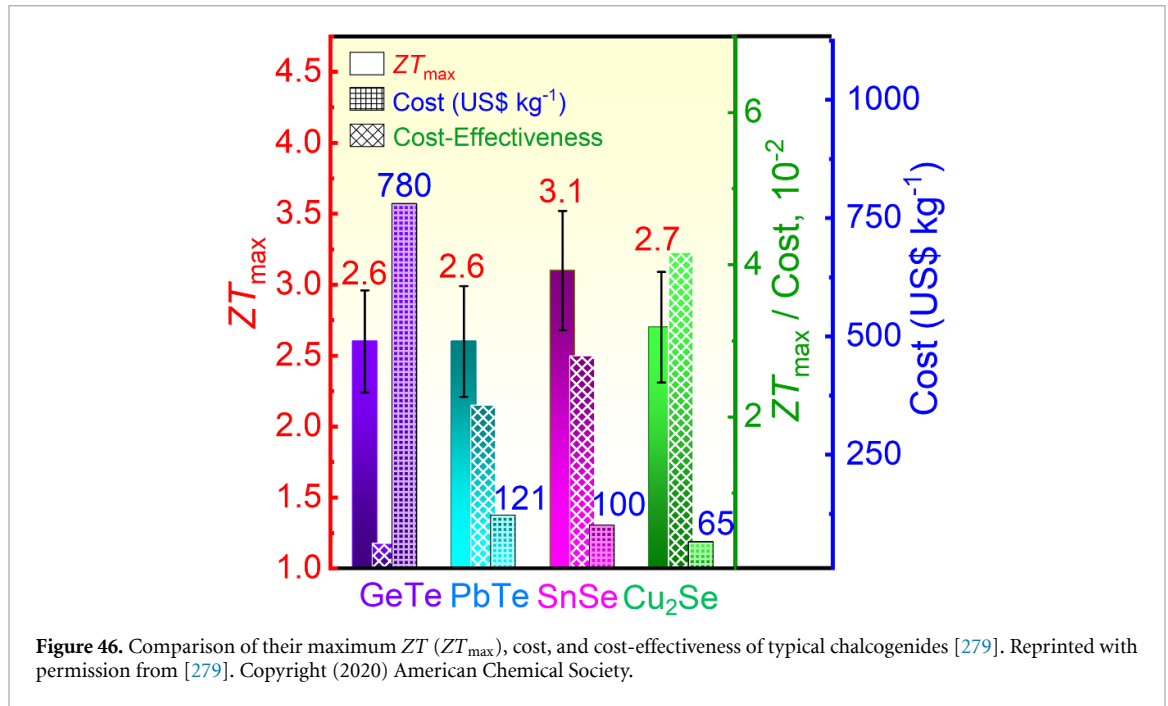 ZTmax
Cost (US$ kg-1)
Cost-Effectiveness
4.5
4.0
3.5
3.0
2.5
2.0
1.5
1.0
ZTmax
780
2.6
2.6
3.1
2.7
121
100
65
GeTe PbTe SnSe Cu2Se
6
4
2
ZTmax / Cost, 10-2
1000
750
500
250
Cost (US$ kg-1)
Figure 46. Comparison of their maximum ZT (ZTmax), cost, and cost-effectiveness of typical chalcogenides [279]. Reprinted with
permission from [279]. Copyright (2020) American Chemical Society.